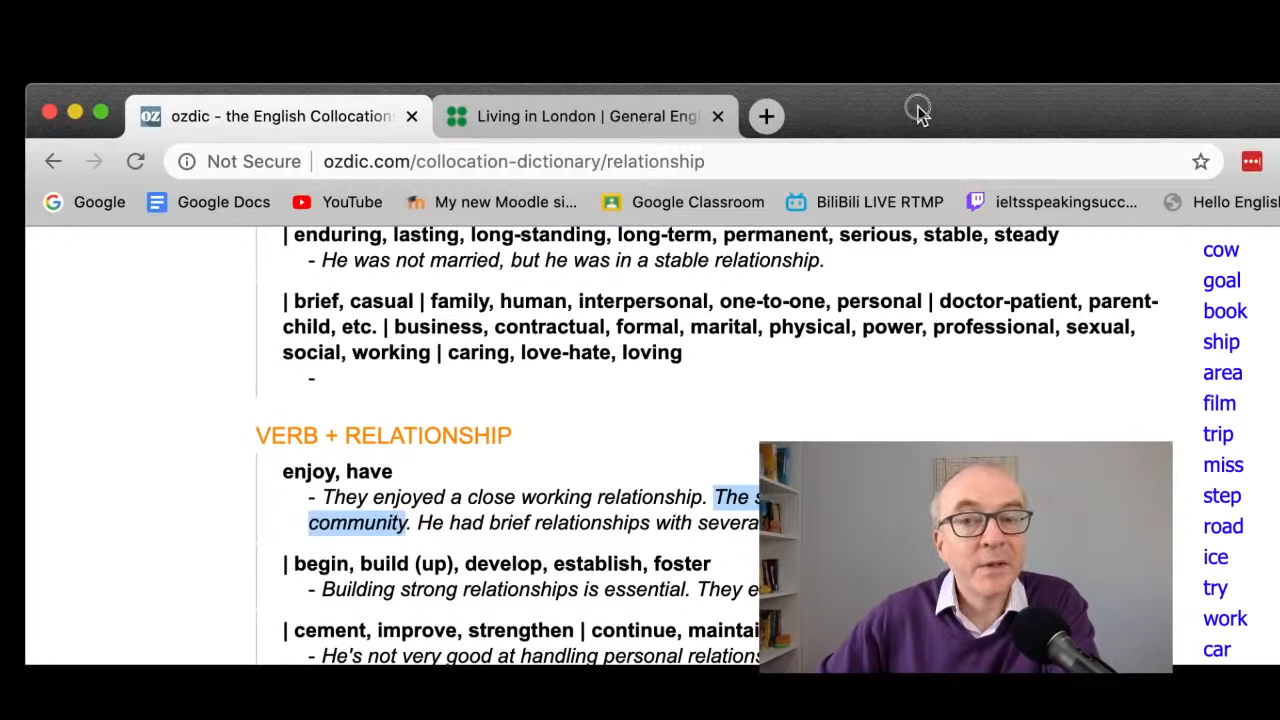 OZ ozdic - the English Collocations
Living in London | General Eng
Not Secure ozdic.com/collocation-dictionary/relationship
Google Google Docs YouTube My new Moodle si... Google Classroom BiliBili LIVE RTMP ieltsspeakingsucc... Hello English
| enduring, lasting, long-standing, long-term, permanent, serious, stable, steady
- He was not married, but he was in a stable relationship.
| brief, casual | family, human, interpersonal, one-to-one, personal | doctor-patient, parent-
child, etc. | business, contractual, formal, marital, physical, power, professional, sexual,
social, working | caring, love-hate, loving
-
VERB + RELATIONSHIP
enjoy, have
- They enjoyed a close working relationship. The s
community. He had brief relationships with severa
| begin, build (up), develop, establish, foster
- Building strong relationships is essential. They e
| cement, improve, strengthen | continue, maintai
- He's not very good at handling personal relations
cow
goal
book
ship
area
film
trip
miss
step
road
ice
try
work
car